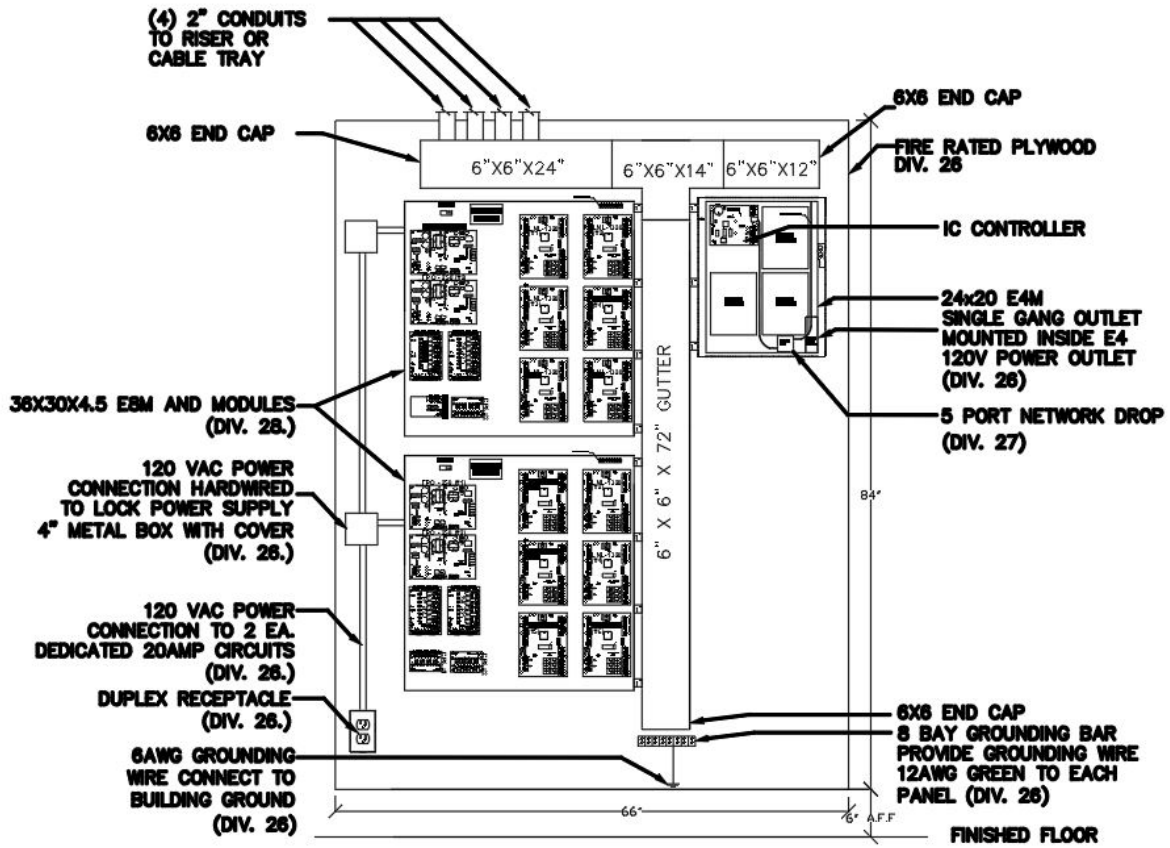 (4) 2" CONDUITS
TO RISER OR
CABLE TRAY
6X6 END CAP
6X6 END CAP
FIRE RATED PLYWOOD
DIV. 26
6"X6"X24"
6"X6"X14"
6"X6"X12"
IC CONTROLLER
24x20 E4M
SINGLE GANG OUTLET
MOUNTED INSIDE E4
120V POWER OUTLET
(DIV. 26)
5 PORT NETWORK DROP
(DIV. 27)
36X30X4.5 E8M AND MODULES
(DIV. 28.)
6" X 6" X 72" GUTTER
84"
120 VAC POWER
CONNECTION HARDWIRED
TO LOCK POWER SUPPLY
4" METAL BOX WITH COVER
(DIV. 26.)
120 VAC POWER
CONNECTION TO 2 EA.
DEDICATED 20AMP CIRCUITS
(DIV. 26.)
DUPLEX RECEPTACLE
(DIV. 26.)
6AWG GROUNDING
WIRE CONNECT TO
BUILDING GROUND
(DIV. 26)
6X6 END CAP
8 BAY GROUNDING BAR
PROVIDE GROUNDING WIRE
12AWG GREEN TO EACH
PANEL (DIV. 26)
66"
6" A.F.F
FINISHED FLOOR